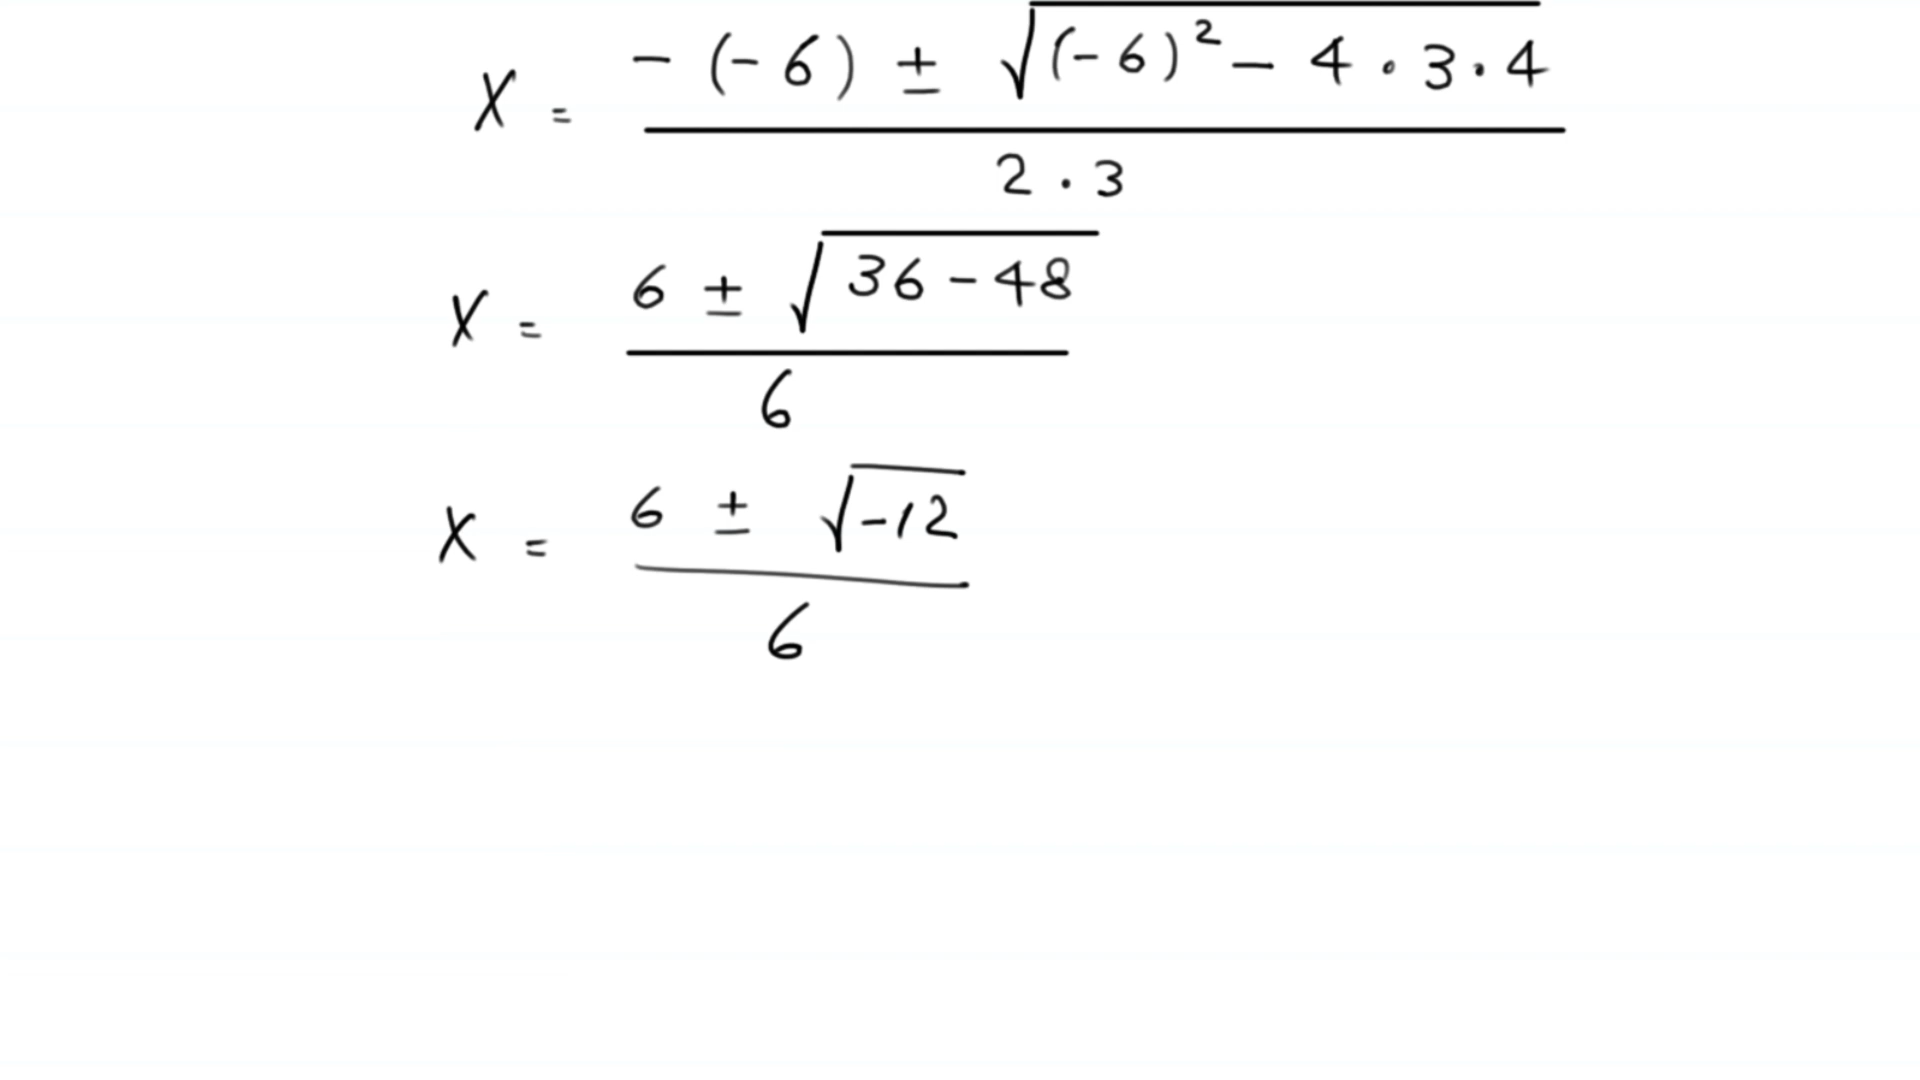 X = (- (-6) ± √((-6)² - 4 · 3 · 4)) / (2 · 3)
X = (6 ± √(36 - 48)) / 6
X = (6 ± √(-12)) / 6